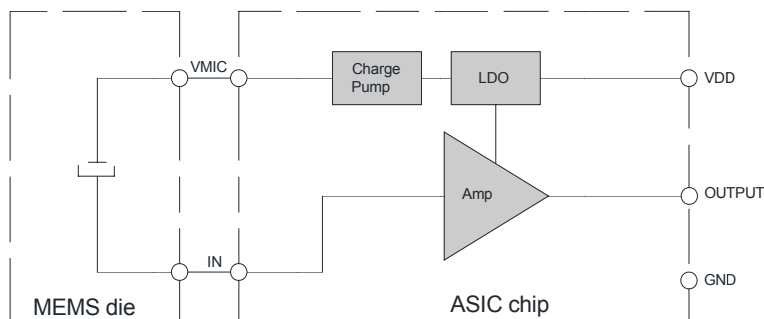 VMIC
Charge
Pump
LDO
VDD
Amp
OUTPUT
IN
GND
MEMS die
ASIC chip